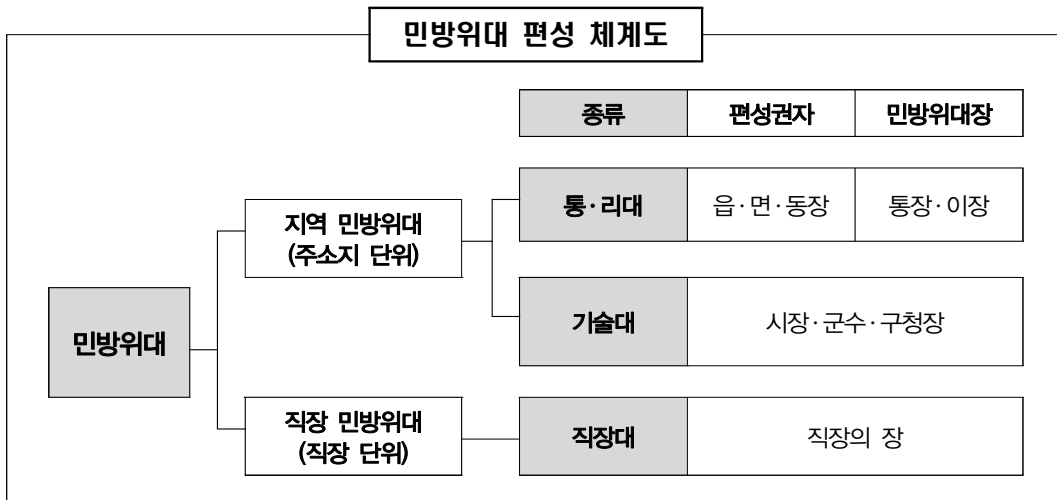 민방위대 편성 체계도
종류 편성권자 민방위대장
통·리대 읍·면·동장 통장·이장
지역 민방위대
(주소지 단위)
기술대 시장·군수·구청장
민방위대
직장 민방위대
(직장 단위)
직장대 직장의 장